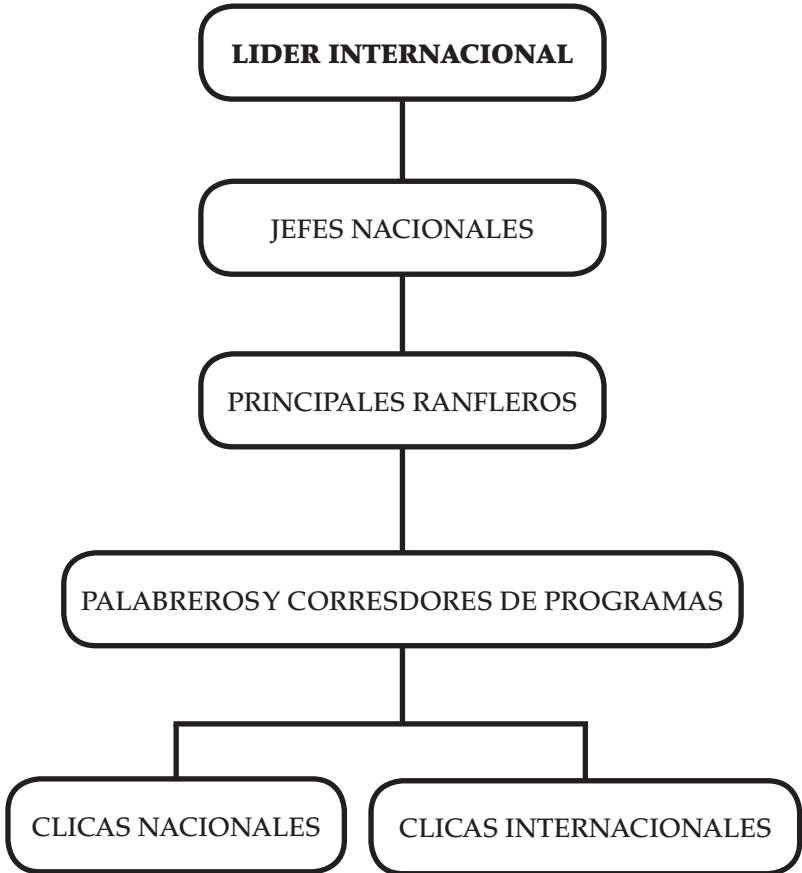 LIDER INTERNACIONAL
JEFES NACIONALES
PRINCIPALES RANFLEROS
PALABREROS Y CORRESDORES DE PROGRAMAS
CLICAS NACIONALES
CLICAS INTERNACIONALES